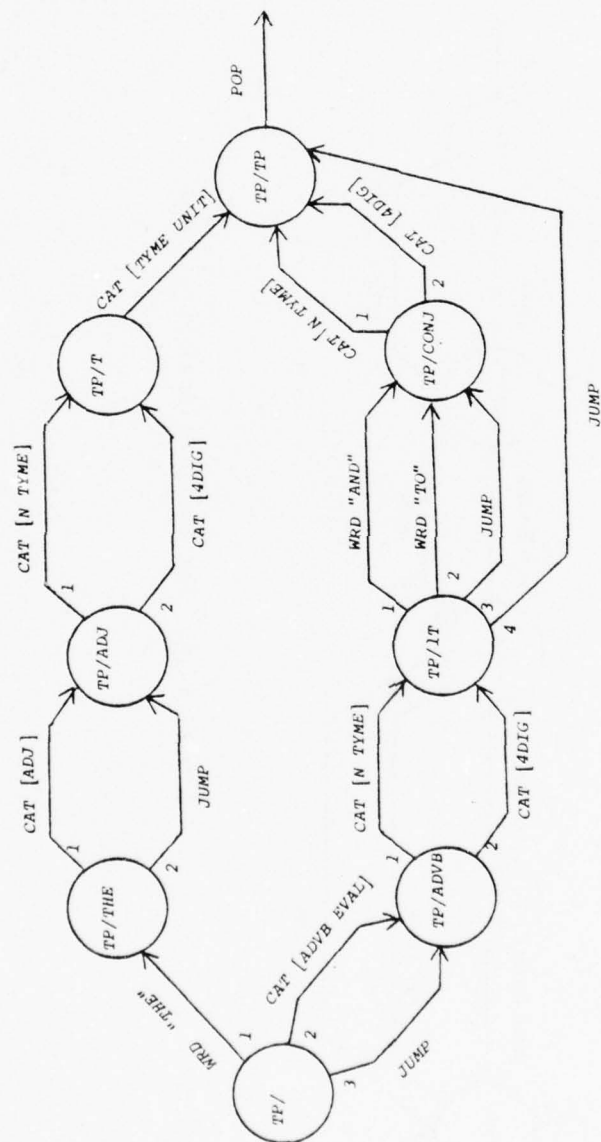 TP/
1
WRD "THE"
2
CAT [ADVB EVAL]
3
JUMP
TP/THE
1
CAT [ADJ]
2
JUMP
TP/ADJ
1
CAT [N TYME]
2
CAT [4DIG]
TP/T
CAT [TYME UNIT]
TP/TP
POP
TP/ADVB
1
CAT [N TYME]
2
CAT [4DIG]
TP/1T
1
WRD "AND"
2
WRD "TO"
3
JUMP
4
JUMP
TP/CONJ
1
CAT [N TYME]
2
CAT [4DIG]